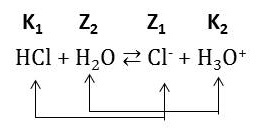 K₁ Z₂ Z₁ K₂
HCl + H₂O ⇄ Cl⁻ + H₃O⁺